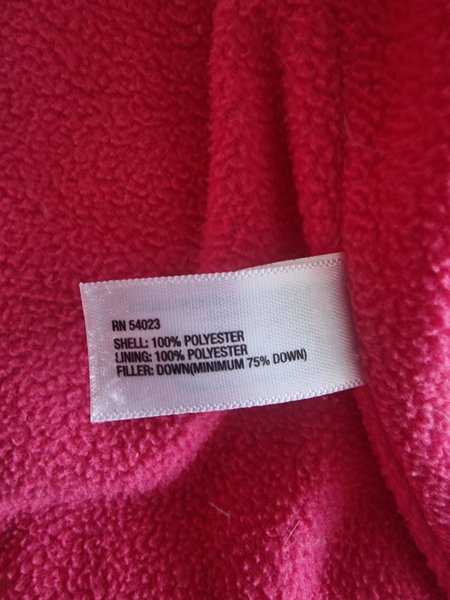 RN 54023
SHELL: 100% POLYESTER
LINING: 100% POLYESTER
FILLER: DOWN(MINIMUM 75% DOWN)